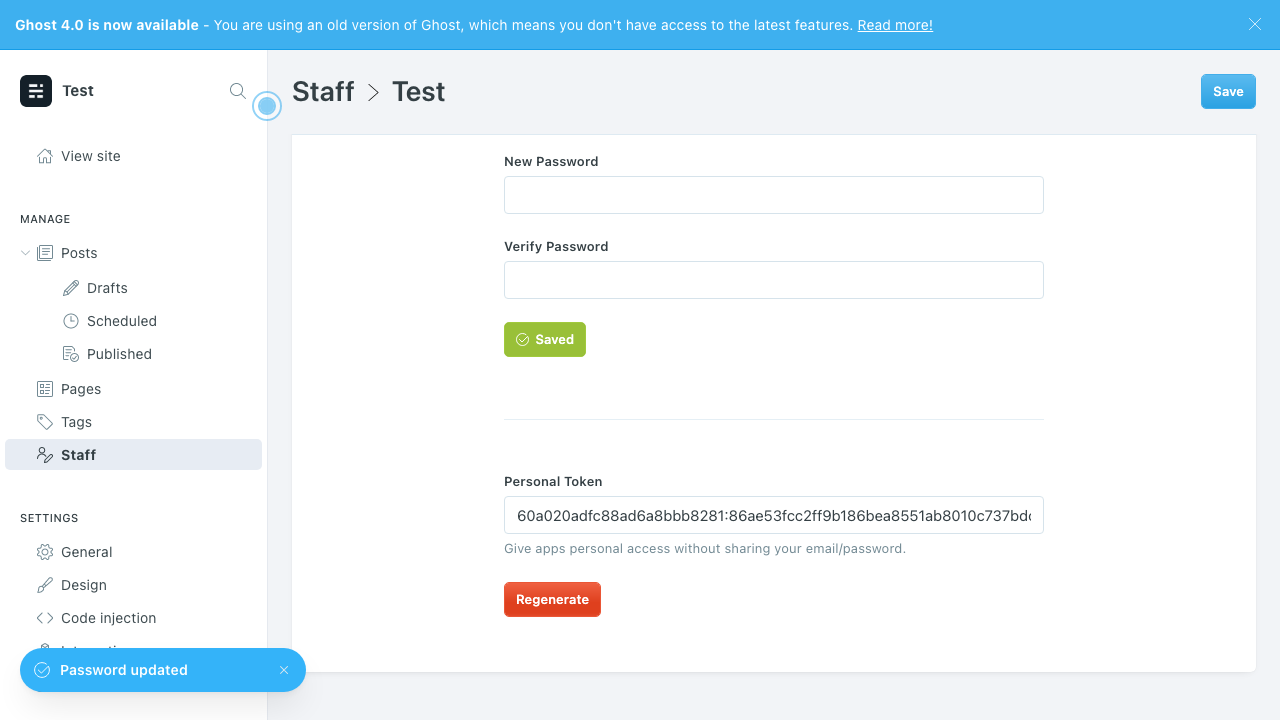 Ghost 4.0 is now available - You are using an old version of Ghost, which means you don't have access to the latest features. Read more!
Test
Staff > Test
Save
View site
MANAGE
Posts
Drafts
Scheduled
Published
Pages
Tags
Staff
SETTINGS
General
Design
Code injection
Password updated
New Password
Verify Password
Saved
Personal Token
60a020adfc88ad6a8bbb8281:86ae53fcc2ff9b186bea8551ab8010c737bd
Give apps personal access without sharing your email/password.
Regenerate